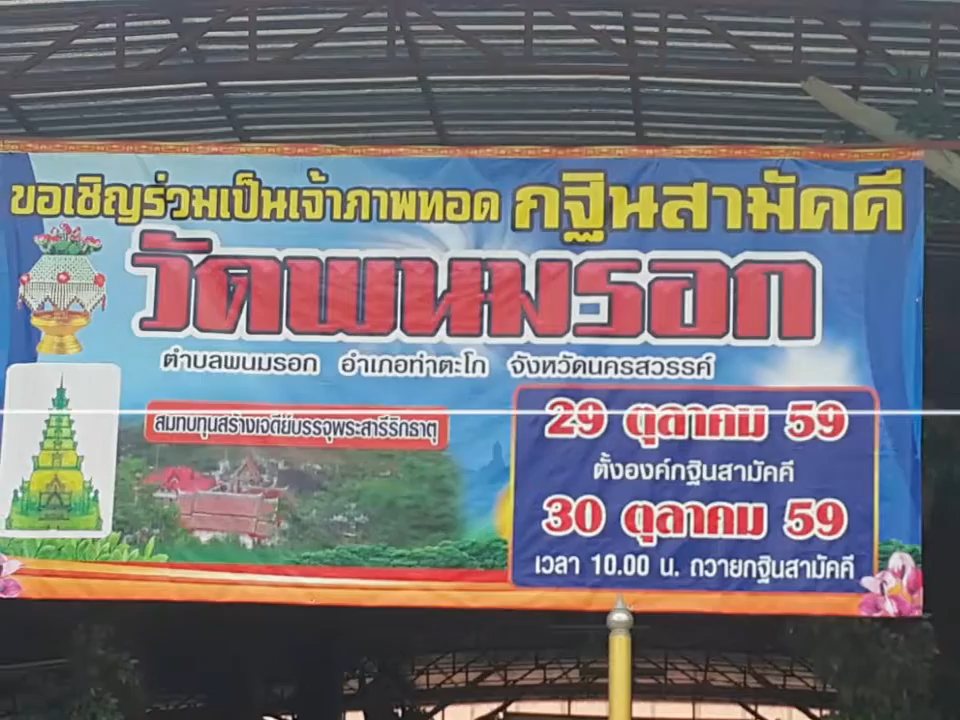 ขอเชิญร่วมเป็นเจ้าภาพทอด กฐินสามัคคี
วัดพนมรอก
ตำบลพนมรอก อำเภอท่าตะโก จังหวัดนครสวรรค์
สมทบทุนสร้างเจดีย์บรรจุพระสารีริกธาตุ
29 ตุลาคม 59
ตั้งองค์กฐินสามัคคี
30 ตุลาคม 59
เวลา 10.00 น. ถวายกฐินสามัคคี